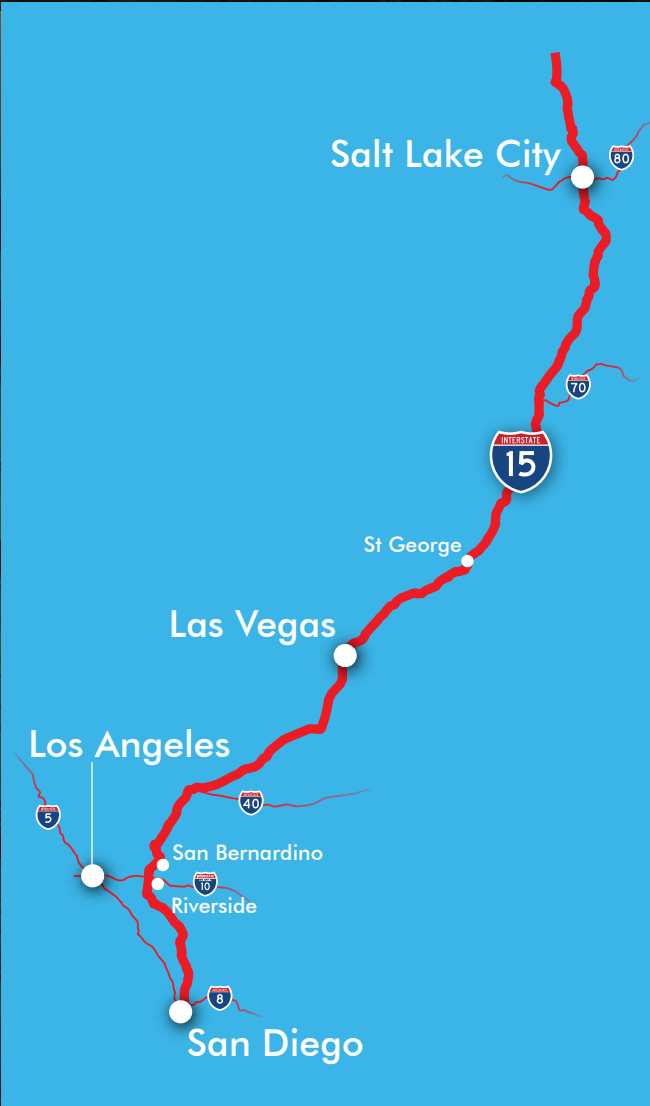 Salt Lake City
80
70
INTERSTATE
15
St George
Las Vegas
Los Angeles
40
5
San Bernardino
10
Riverside
8
San Diego